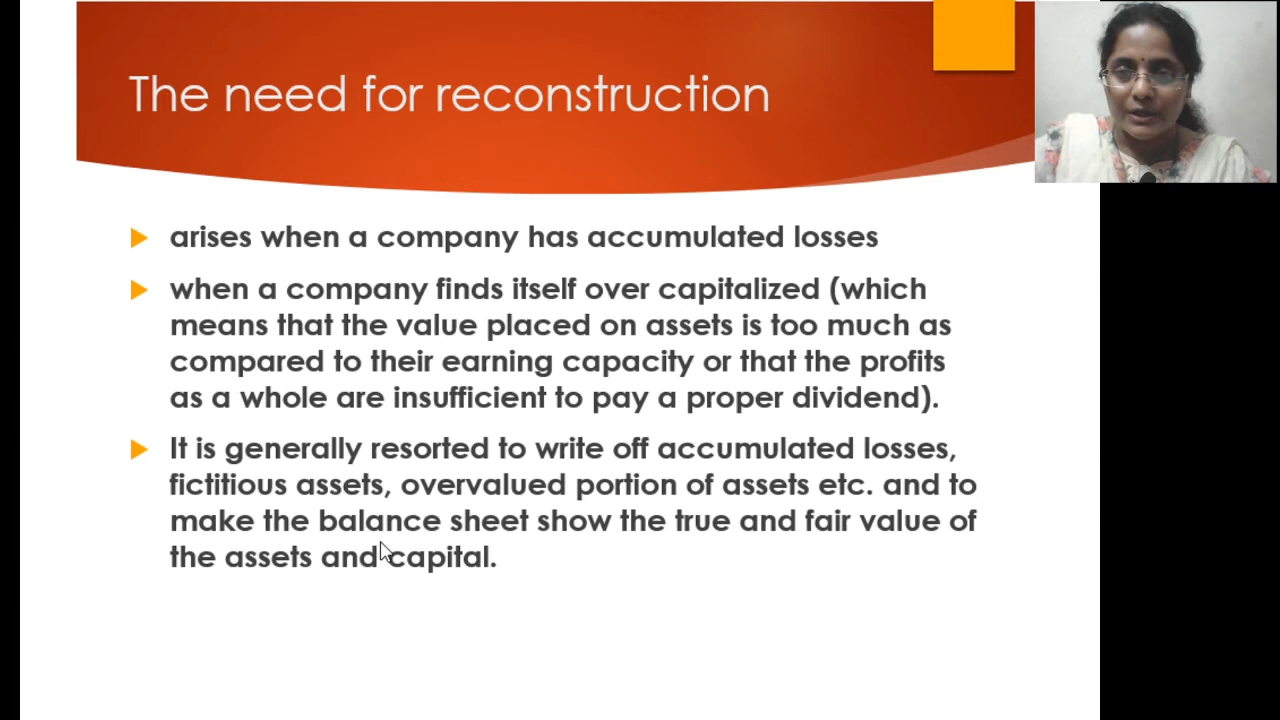 The need for reconstruction
arises when a company has accumulated losses
when a company finds itself over capitalized (which
means that the value placed on assets is too much as
compared to their earning capacity or that the profits
as a whole are insufficient to pay a proper dividend).
It is generally resorted to write off accumulated losses,
fictitious assets, overvalued portion of assets etc. and to
make the balance sheet show the true and fair value of
the assets and capital.